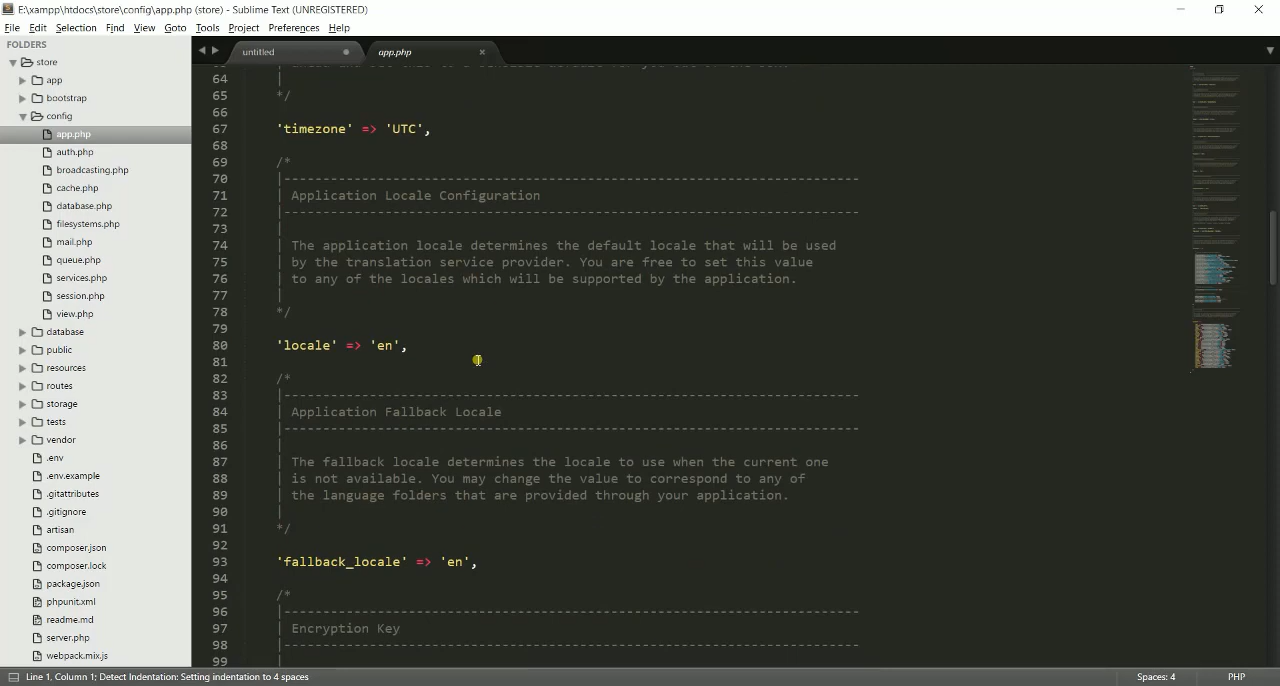 E:\xampp\htdocs\store\config\app.php (store) - Sublime Text (UNREGISTERED)
File Edit Selection Find View Goto Tools Project Preferences Help
FOLDERS
store
app
bootstrap
config
app.php
auth.php
broadcasting.php
cache.php
database.php
filesystems.php
mail.php
queue.php
services.php
session.php
view.php
database
public
resources
routes
storage
tests
vendor
.env
.env.example
.gitattributes
.gitignore
artisan
composer.json
composer.lock
package.json
phpunit.xml
readme.md
server.php
webpack.mix.js
untitled
app.php
64 |
65 */
66
67 'timezone' => 'UTC',
68
69 /*
70 |--------------------------------------------------------------------------
71 | Application Locale Configuration
72 |--------------------------------------------------------------------------
73 |
74 | The application locale determines the default locale that will be used
75 | by the translation service provider. You are free to set this value
76 | to any of the locales which will be supported by the application.
77 |
78 */
79
80 'locale' => 'en',
81
82 /*
83 |--------------------------------------------------------------------------
84 | Application Fallback Locale
85 |--------------------------------------------------------------------------
86 |
87 | The fallback locale determines the locale to use when the current one
88 | is not available. You may change the value to correspond to any of
89 | the language folders that are provided through your application.
90 |
91 */
92
93 'fallback_locale' => 'en',
94
95 /*
96 |--------------------------------------------------------------------------
97 | Encryption Key
98 |--------------------------------------------------------------------------
99 |
Line 1, Column 1; Detect Indentation: Setting indentation to 4 spaces
Spaces: 4
PHP